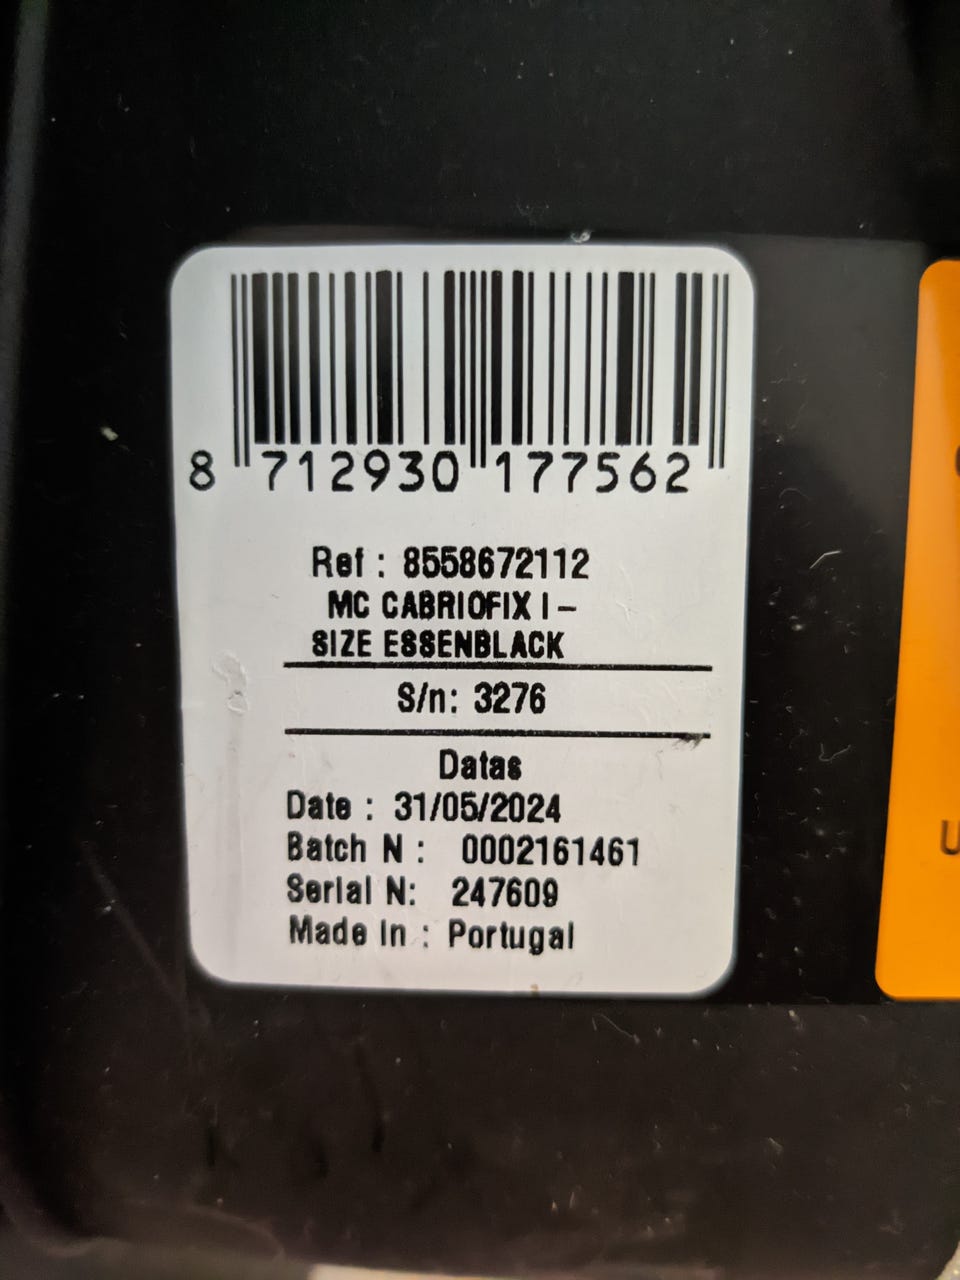 8 712930 177562
Ref : 8558672112
MC CABRIOFIX I -
SIZE ESSENBLACK
S/n: 3276
Datas
Date : 31/05/2024
Batch N : 0002161461
Serial N: 247609
Made In : Portugal
U